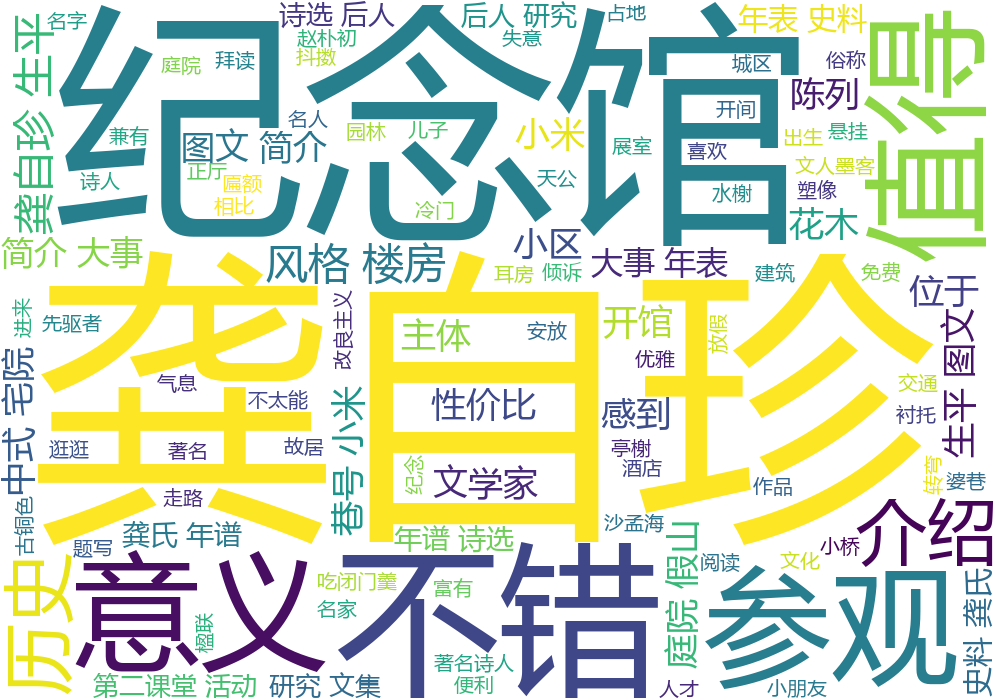 诗选 后人
后人 研究
占地
年表 史料
名字
赵朴初
失意
纪念馆
值得
龚自珍 生平
庭院
拜读
抖擞
城区
俗称
陈列
兼有
名人
开间
图文 简介
园林
儿子
小米
展室
喜欢
出生
悬挂
正厅
诗人
匾额
天公
文人墨客
水榭
塑像
相比
冷门
花木
简介 大事
风格 楼房
小区
大事 年表
耳房
倾诉
建筑
免费
位于
龚自珍
进来
先驱者
改良主义
主体
安放
开馆
放假
生平 图文
中式 宅院
气息
优雅
交通
不太能
巷号 小米
性价比
感到
衬托
逛逛
著名
故居
亭榭
酒店
转弯
纪念
文学家
婆巷
走路
作品
古铜色
题写
龚氏 年谱
年谱 诗选
沙孟海
介绍
小桥
历史
意义
不错
参观
庭院 假山
阅读
文化
吃闭门羹
富有
名家
楹联
史料 龚氏
著名诗人
便利
第二课堂 活动
研究 文集
人才
小朋友